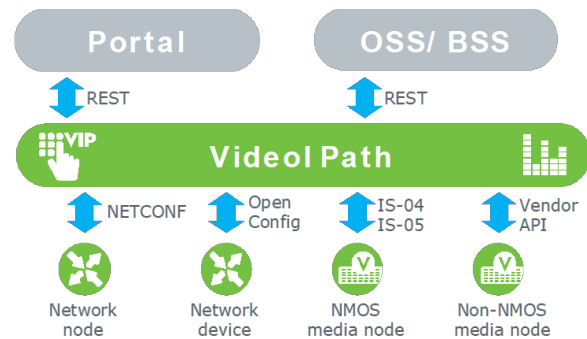 Portal
OSS/ BSS
REST
REST
VIP
VideoI Path
NETCONF
Open
Config
IS-04
IS-05
Vendor
API
V
V
Network
node
Network
device
NMOS
media node
Non-NMOS
media node